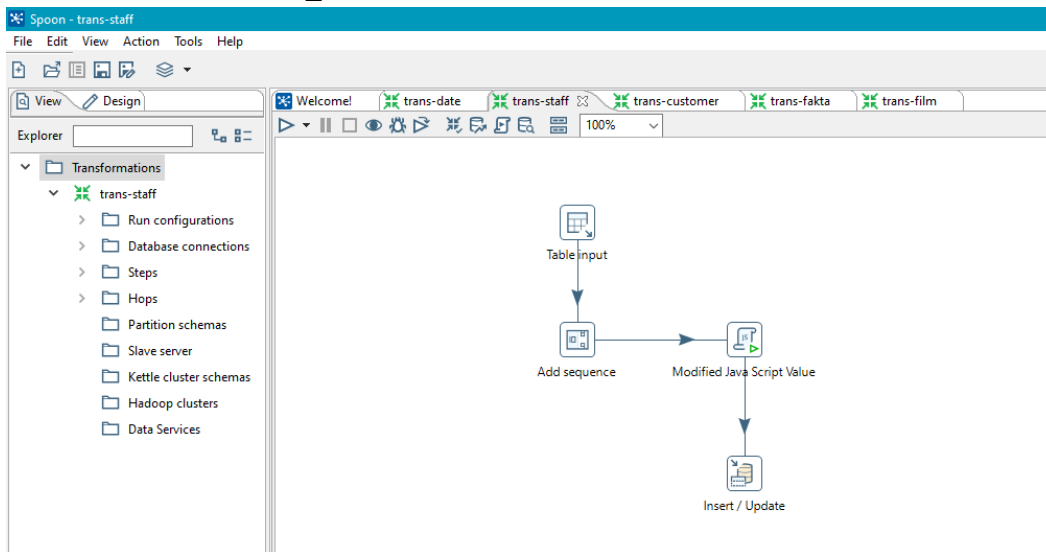 Spoon - trans-staff
File Edit View Action Tools Help
View Design
Welcome! trans-date trans-staff trans-customer trans-fakta trans-film
100%
Explorer
Transformations
trans-staff
Run configurations
Database connections
Steps
Hops
Partition schemas
Slave server
Kettle cluster schemas
Hadoop clusters
Data Services
Table input
Add sequence
Modified Java Script Value
Insert / Update